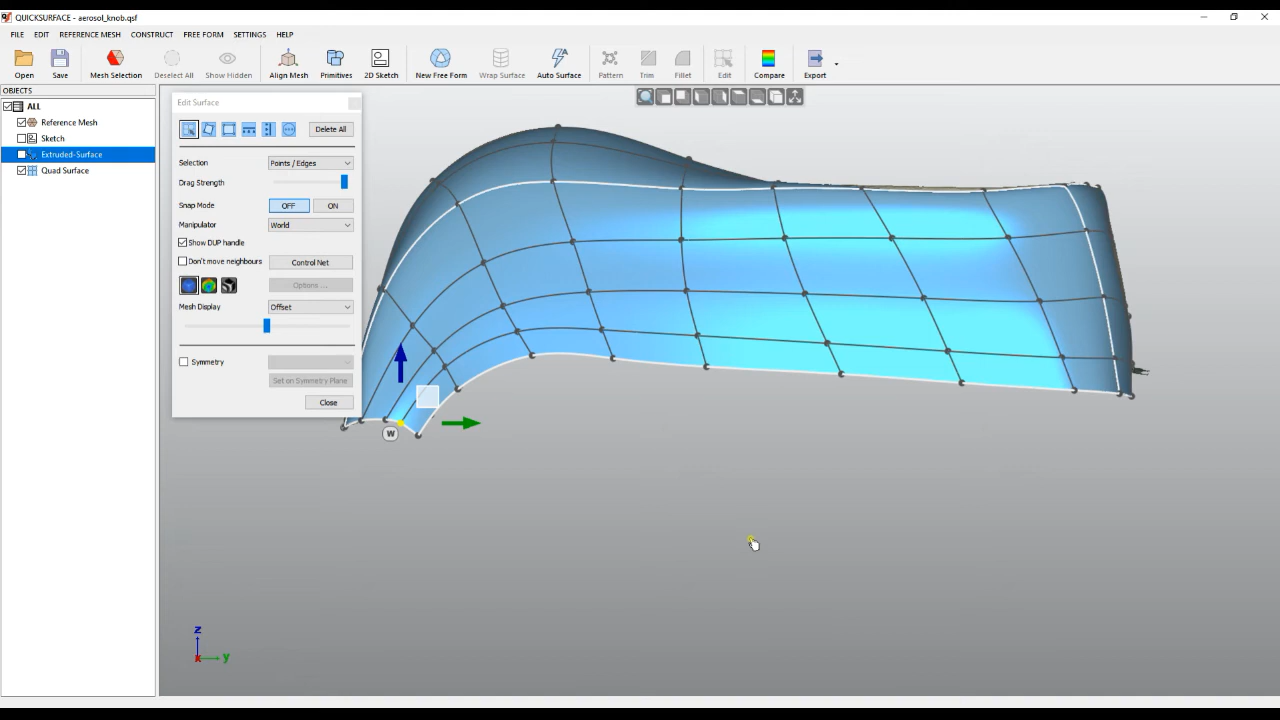 QUICKSURFACE - aerosol_knob.qsf
FILE EDIT REFERENCE MESH CONSTRUCT FREE FORM SETTINGS HELP
Open Save Mesh Selection Deselect All Show Hidden Align Mesh Primitives 2D Sketch New Free Form Wrap Surface Auto Surface Pattern Trim Fillet Edit Compare Export
OBJECTS
ALL
Reference Mesh
Sketch
Extruded-Surface
Quad Surface
Edit Surface
Delete All
Selection Points / Edges
Drag Strength
Snap Mode OFF ON
Manipulator World
Show DUP handle
Don't move neighbours Control Net
Options ...
Mesh Display Offset
Symmetry
Set on Symmetry Plane
Close
W
z
x y